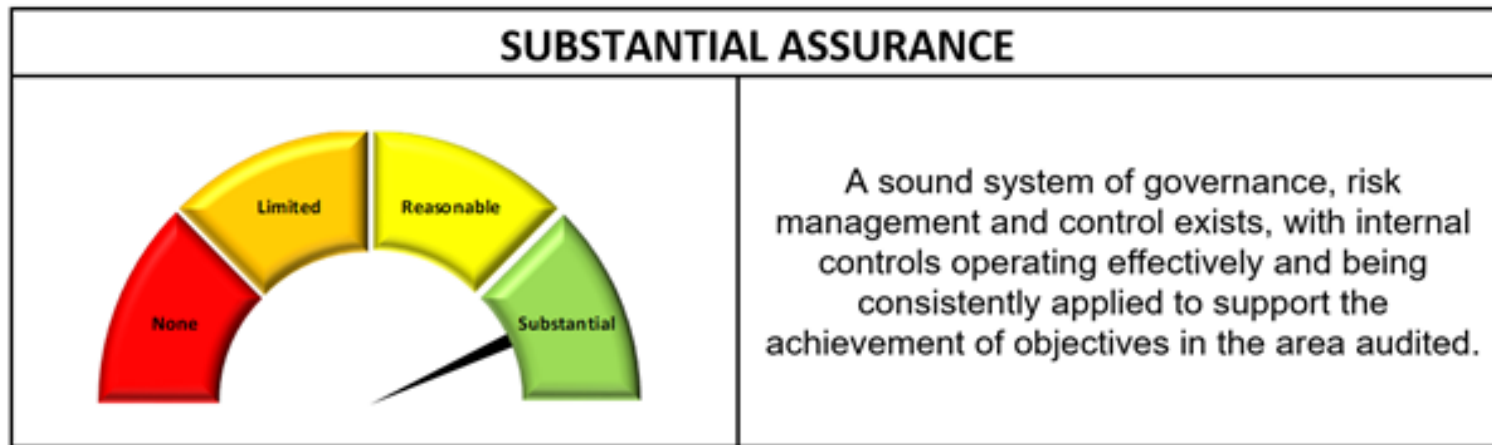 SUBSTANTIAL ASSURANCE
Limited
Reasonable
None
Substantial
A sound system of governance, risk
management and control exists, with internal
controls operating effectively and being
consistently applied to support the
achievement of objectives in the area audited.